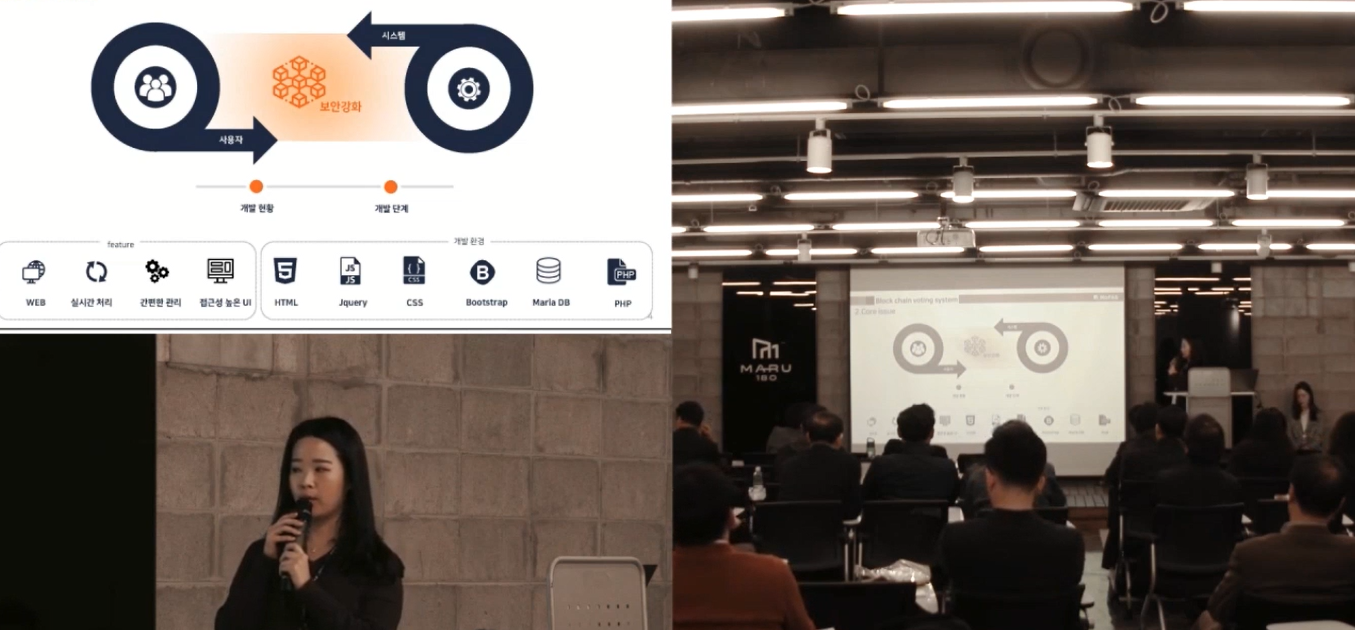 시스템
보안강화
사용자
개발 현황
개발 단계
feature
WEB
실시간 처리
간편한 관리
접근성 높은 UI
개발 환경
HTML
JS
JS
Jquery
CSS
CSS
B
Bootstrap
Maria DB
PHP
PHP
Block chain voting system
2 Core Issue
MARU
180